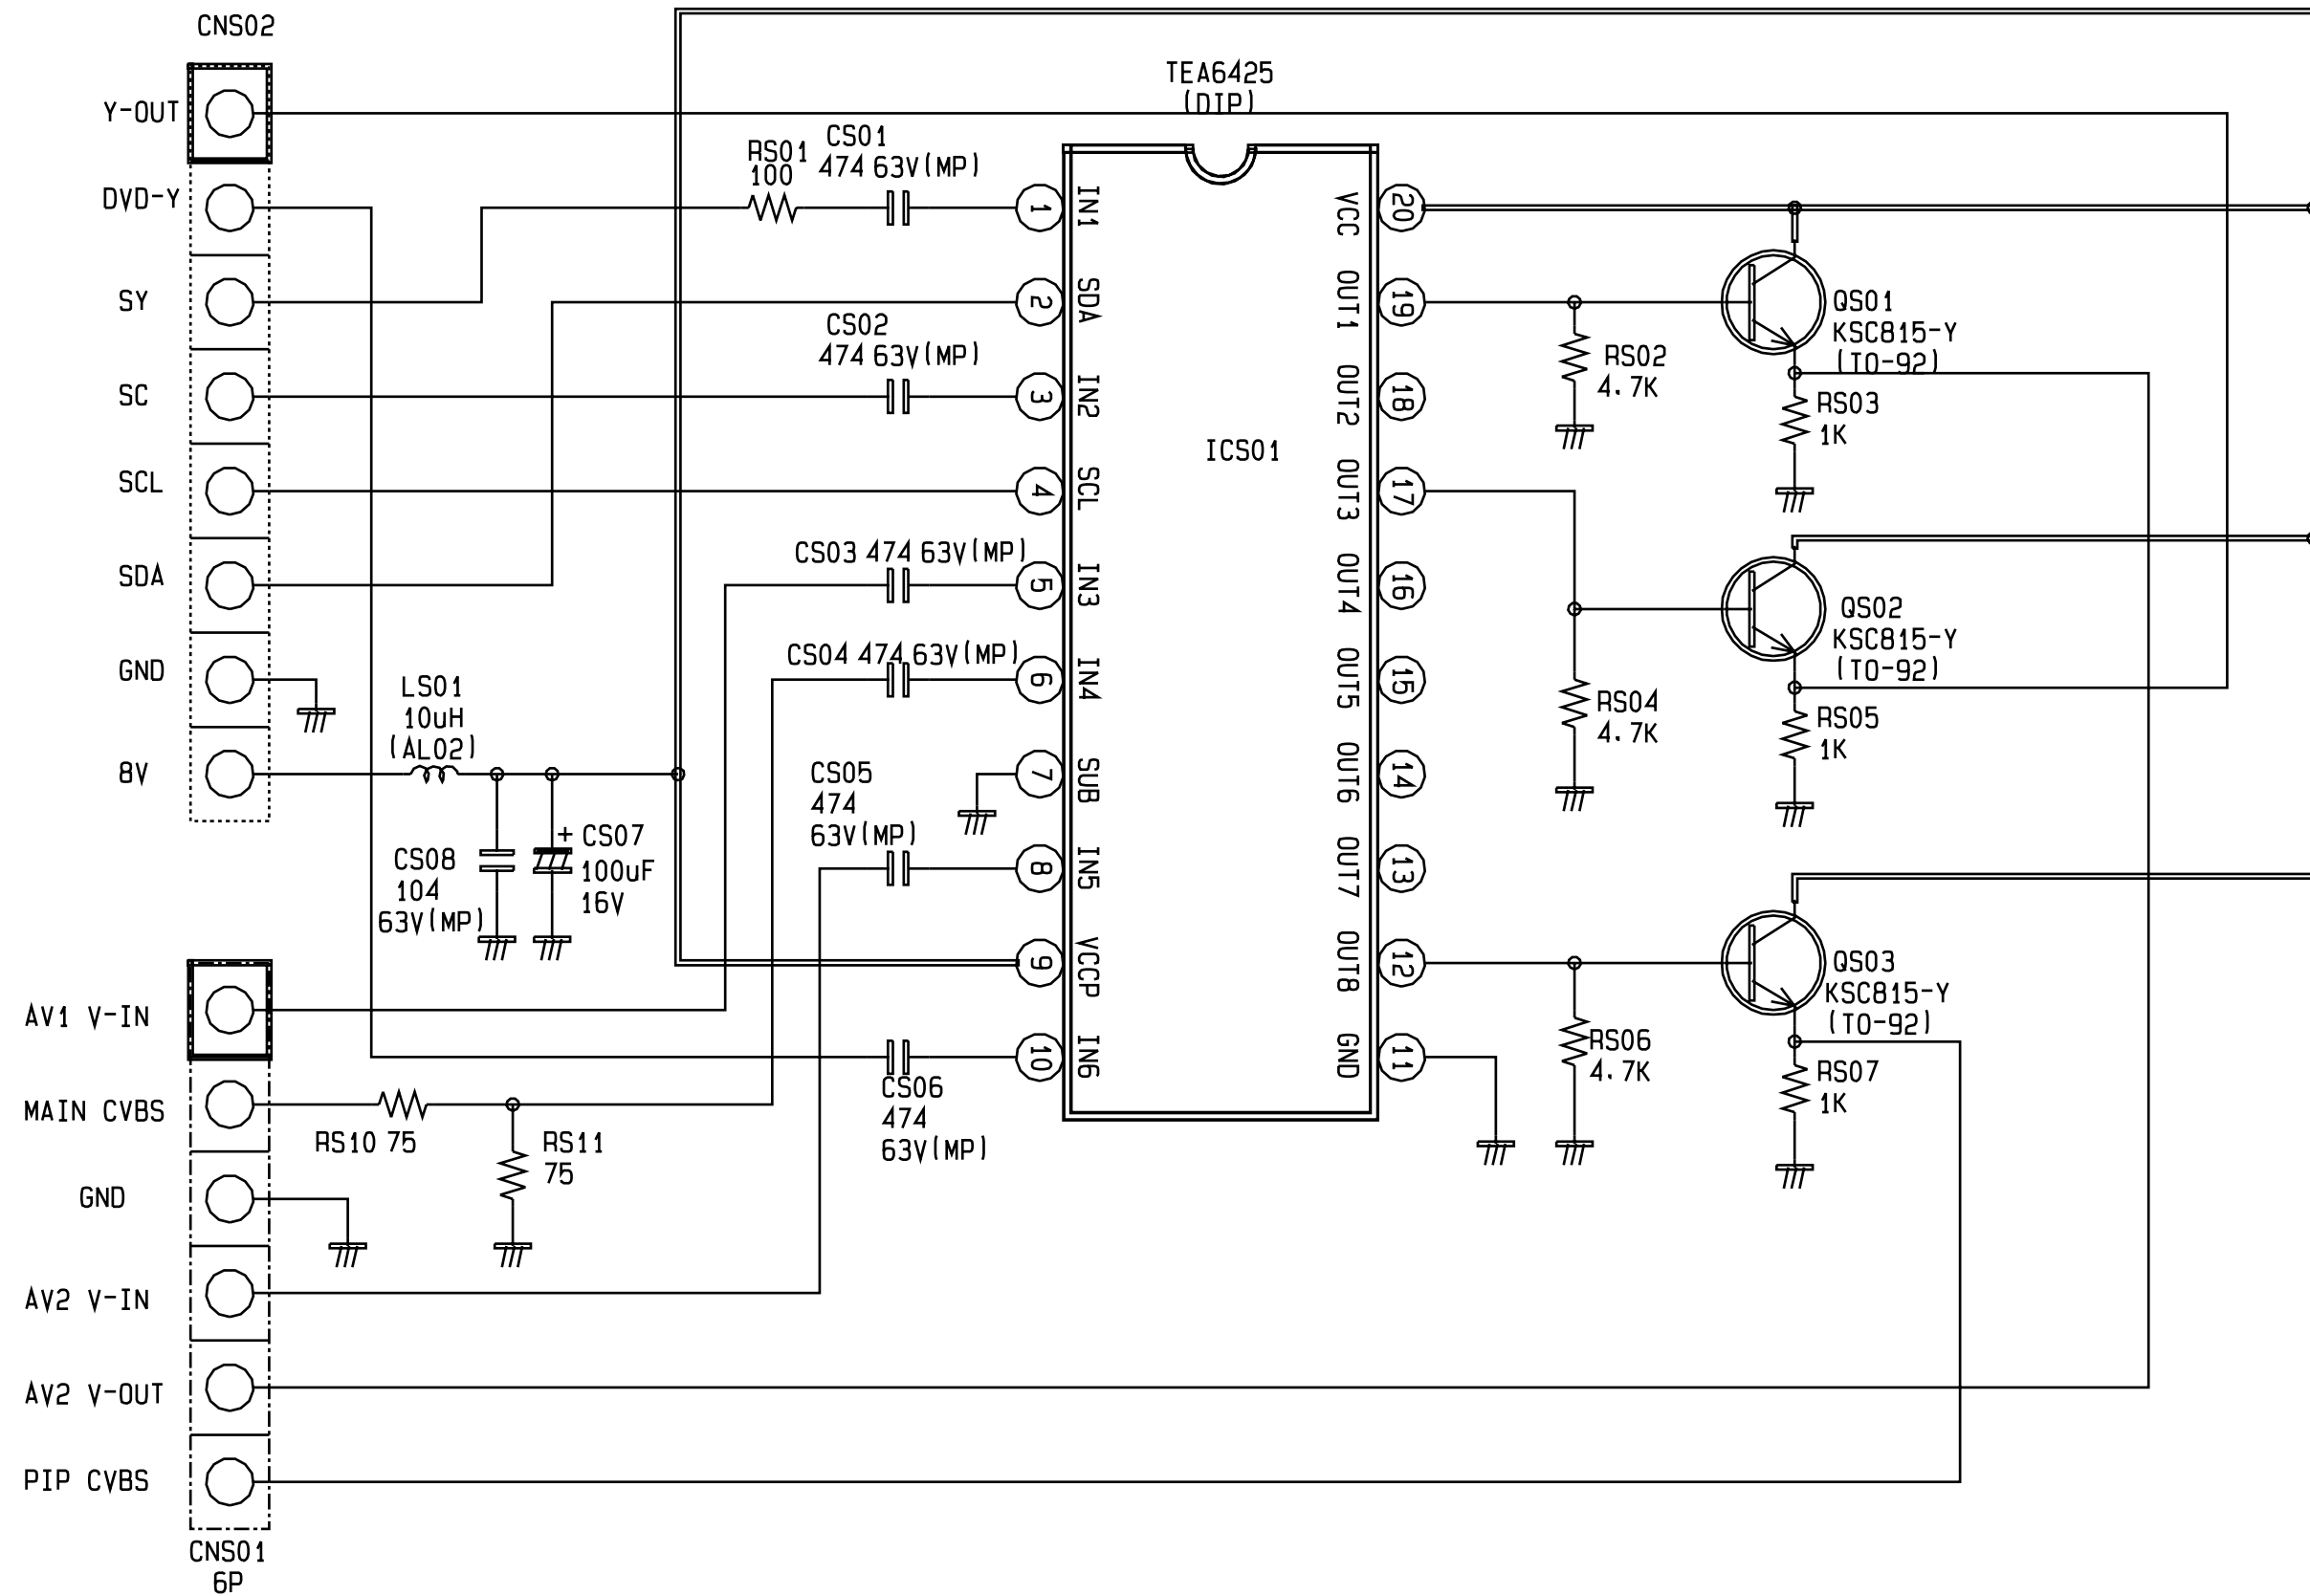 CNS02
Y-OUT
DVD-Y
SY
SC
SCL
SDA
GND
8V
LS01
10uH
(AL02)
CS08
104
63V(MP)
+ CS07
100uF
16V
RS01
100
CS01
474 63V(MP)
CS02
474 63V(MP)
CS03 474 63V(MP)
CS04 474 63V(MP)
CS05
474
63V(MP)
CS06
474
63V(MP)
TEA6425
(DIP)
ICS01
1 IN1
2 SDA
3 IN2
4 SCL
5 IN3
6 IN4
7 SUB
8 IN5
9 VCCP
10 IN6
VCC 20
OUT1 19
OUT2 18
OUT3 17
OUT4 16
OUT5 15
OUT6 14
OUT7 13
OUT8 12
GND 11
RS02
4.7K
QS01
KSC815-Y
(TO-92)
RS03
1K
QS02
KSC815-Y
(TO-92)
RS04
4.7K
RS05
1K
QS03
KSC815-Y
(TO-92)
RS06
4.7K
RS07
1K
AV1 V-IN
MAIN CVBS
GND
AV2 V-IN
AV2 V-OUT
PIP CVBS
RS10 75
RS11
75
CNS01
6P